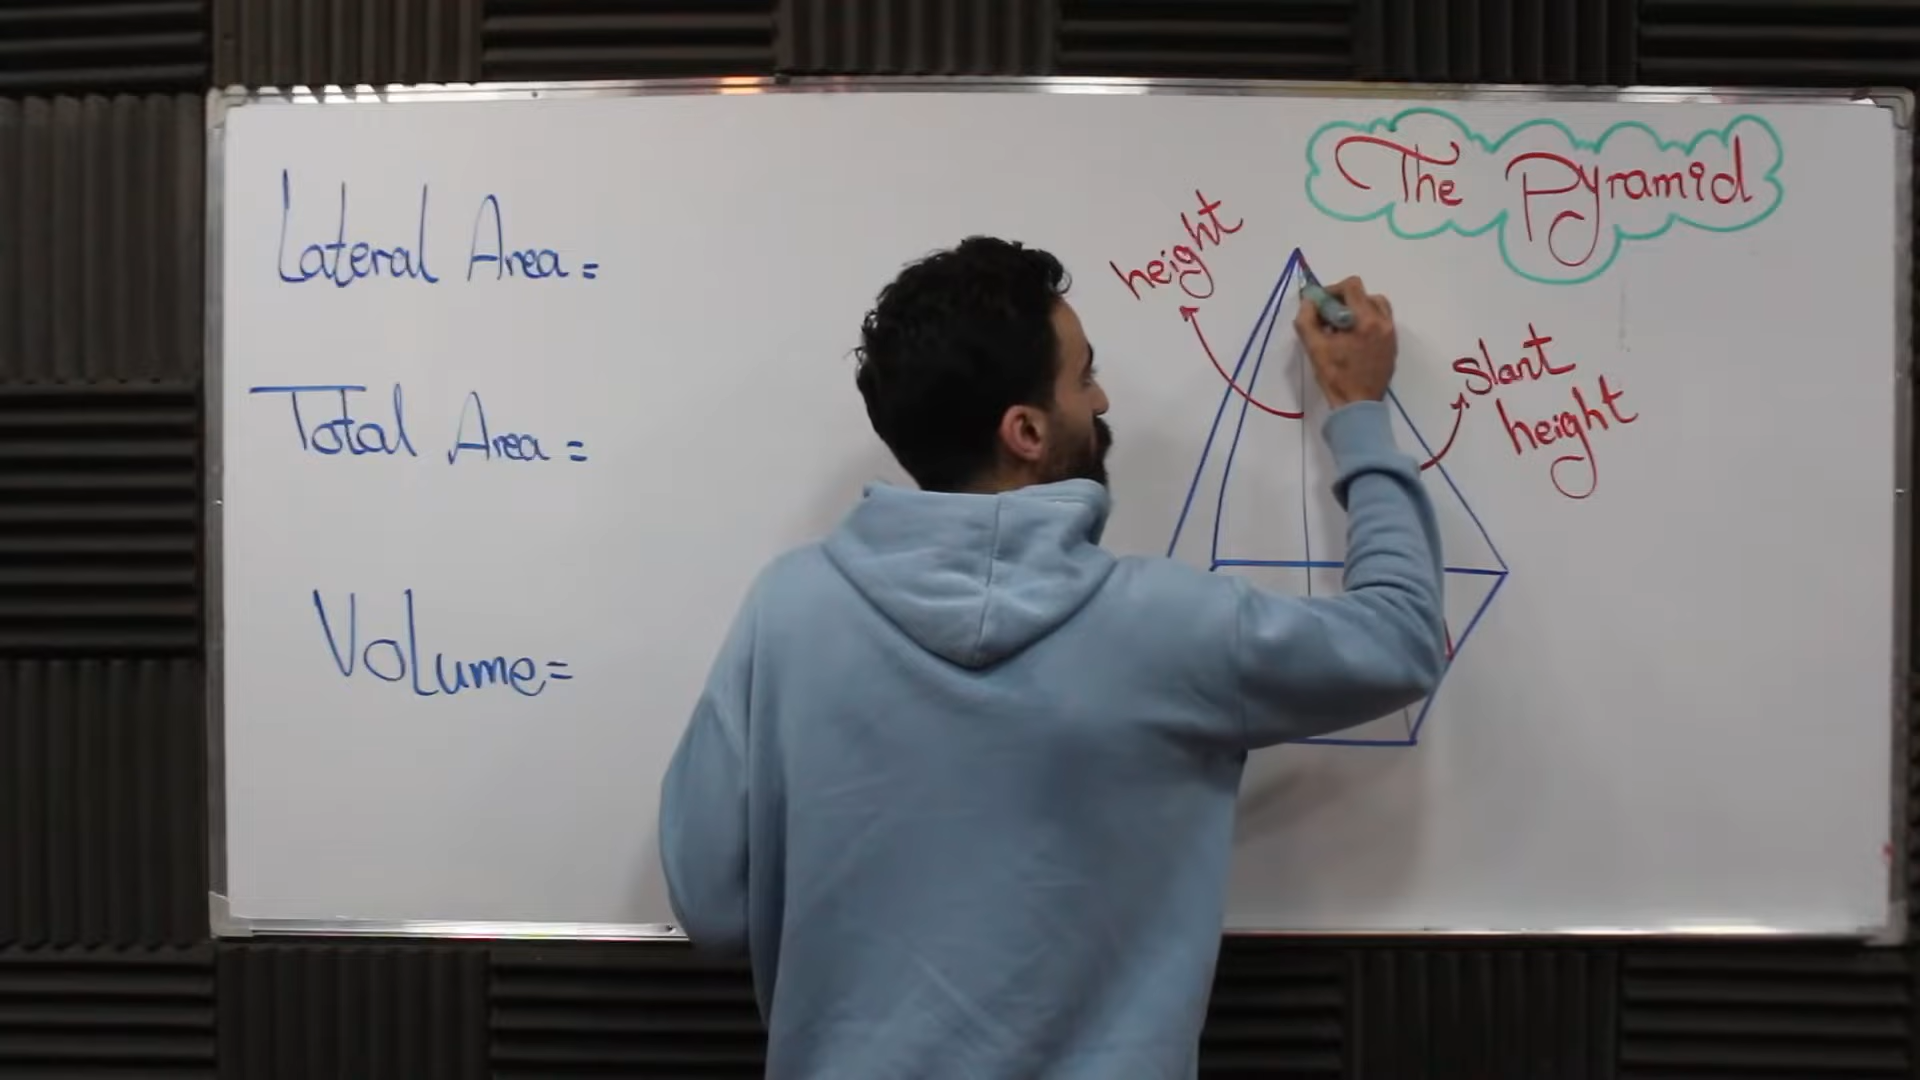 The Pyramid
Lateral Area =
height
slant
height
Total Area =
Volume=